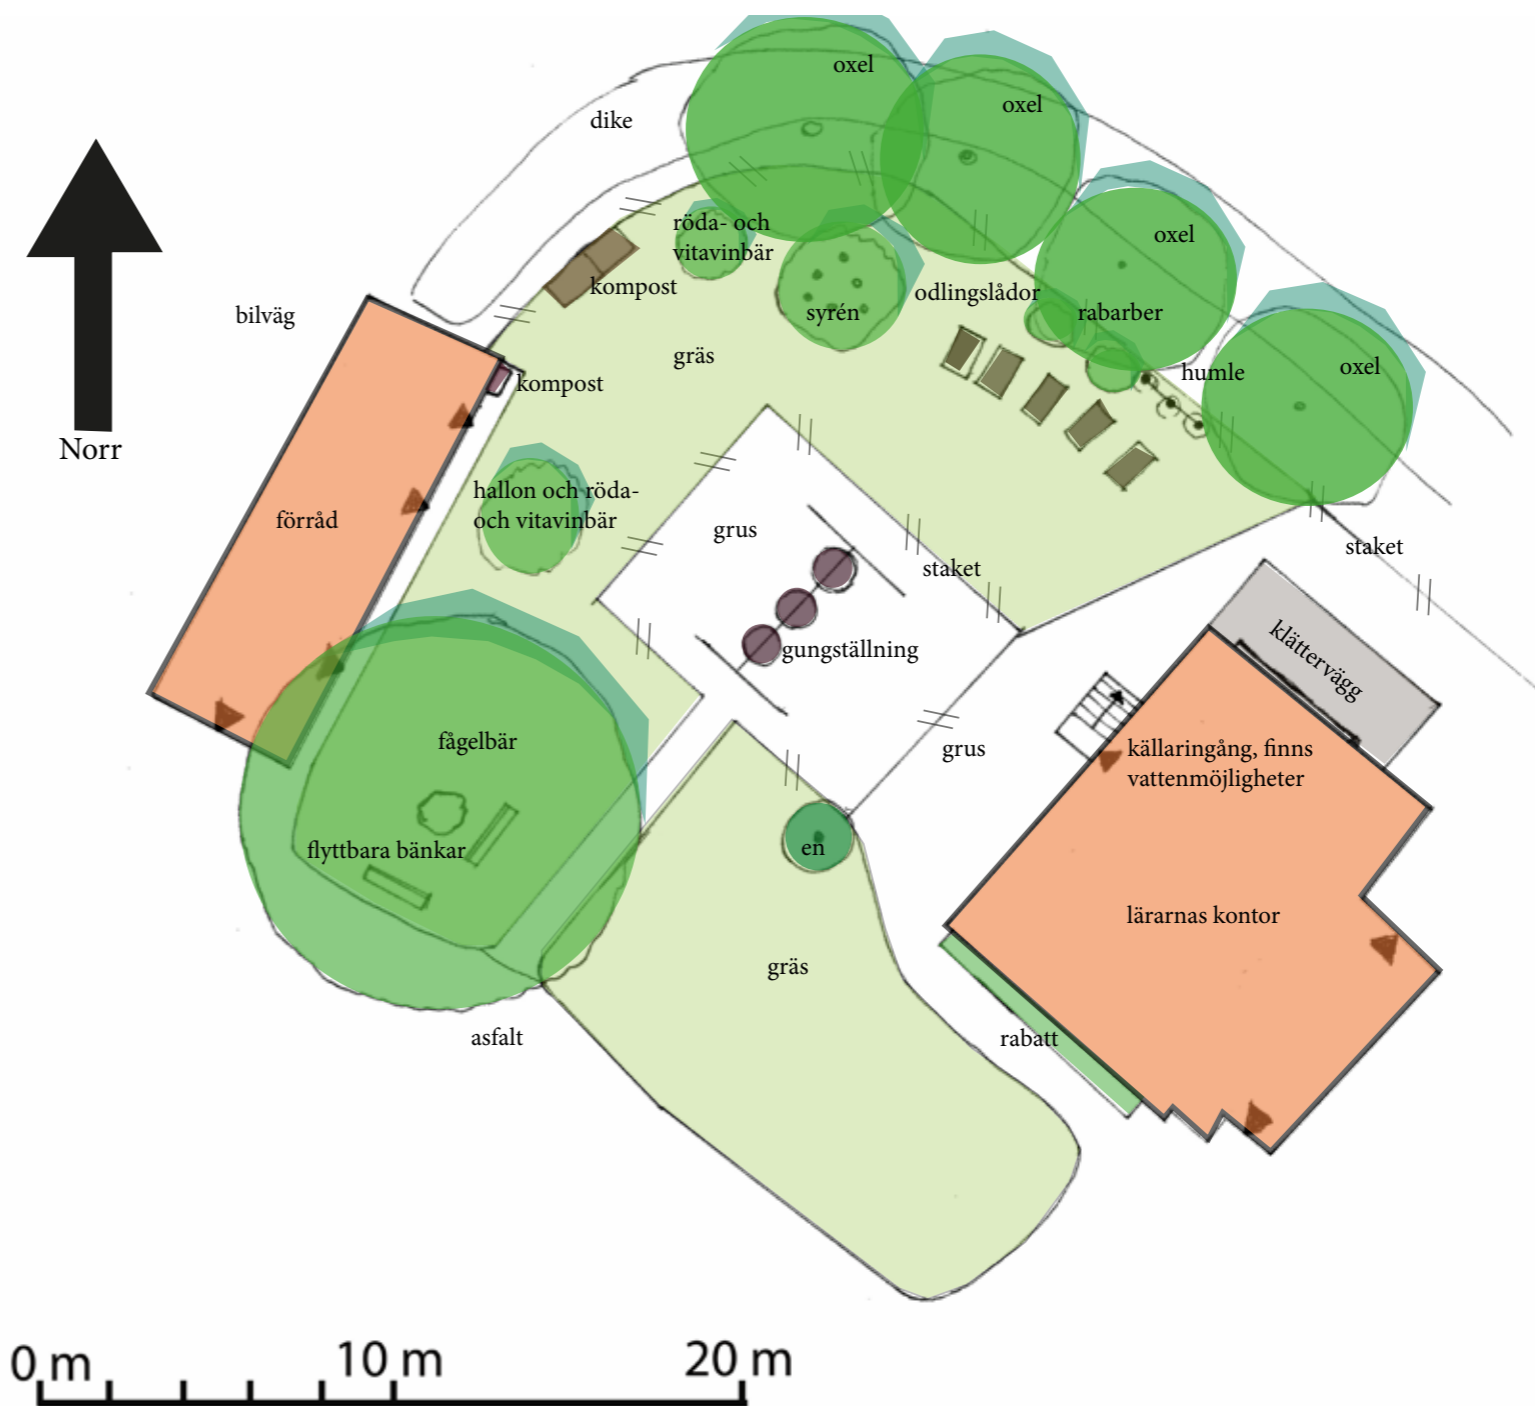 oxel
oxel
dike
röda- och
vitavinbär
oxel
kompost
odlingslådor
syrén
rabarber
bilväg
gräs
kompost
humle
oxel
Norr
hallon och röda-
och vitavinbär
förråd
grus
staket
staket
gungställning
klättervägg
fågelbär
grus
källaringång, finns
vattenmöjligheter
flyttbara bänkar
en
lärarnas kontor
gräs
asfalt
rabatt
0 m
10 m
20 m